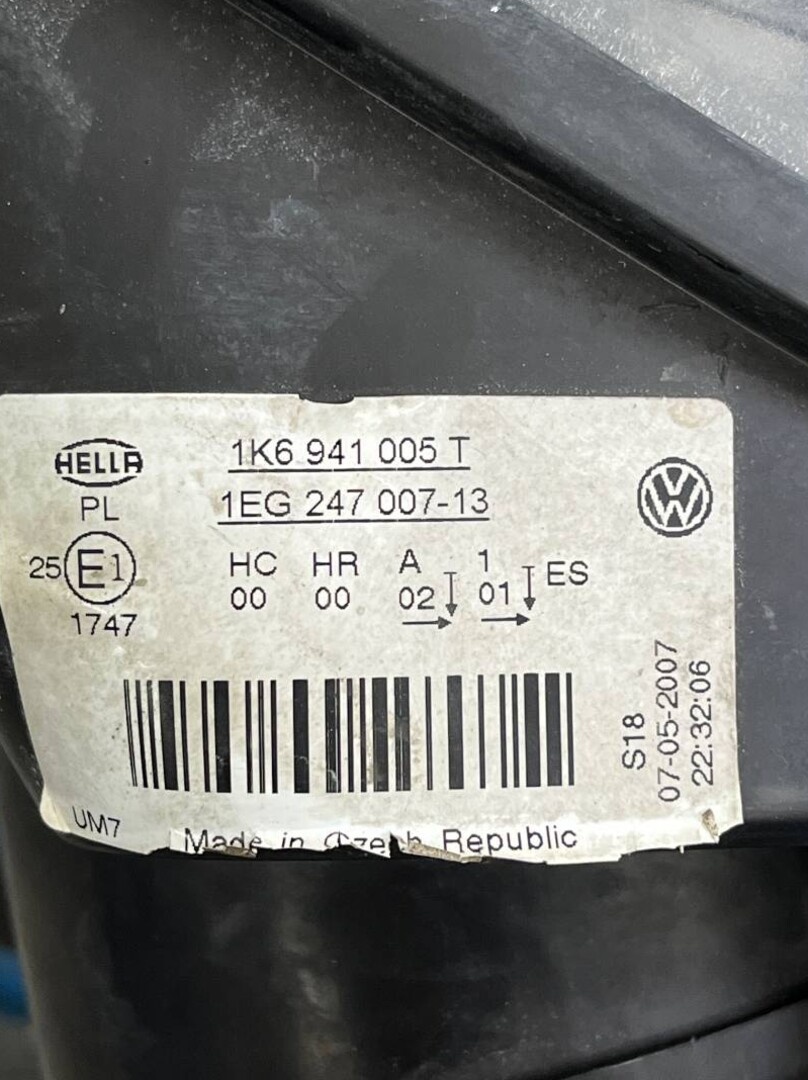 HELLA
1K6 941 005 T
PL
1EG 247 007-13
25 E1
HC HR A 1 ES
00 00 02 01
1747
S18
07-05-2007
22:32:06
UM7
Made in Czech Republic